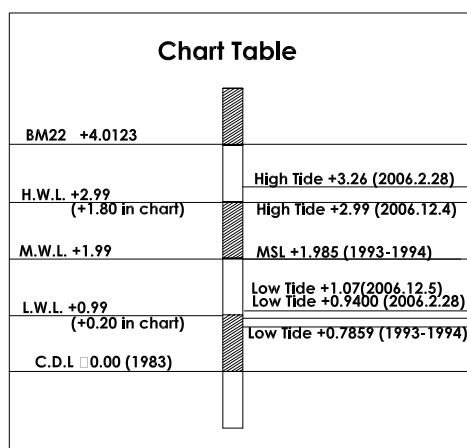 Chart Table
BM22 +4.0123
High Tide +3.26 (2006.2.28)
H.W.L. +2.99
(+1.80 in chart)
High Tide +2.99 (2006.12.4)
M.W.L. +1.99
MSL +1.985 (1993-1994)
Low Tide +1.07(2006.12.5)
Low Tide +0.9400 (2006.2.28)
L.W.L. +0.99
(+0.20 in chart)
Low Tide +0.7859 (1993-1994)
C.D.L □0.00 (1983)